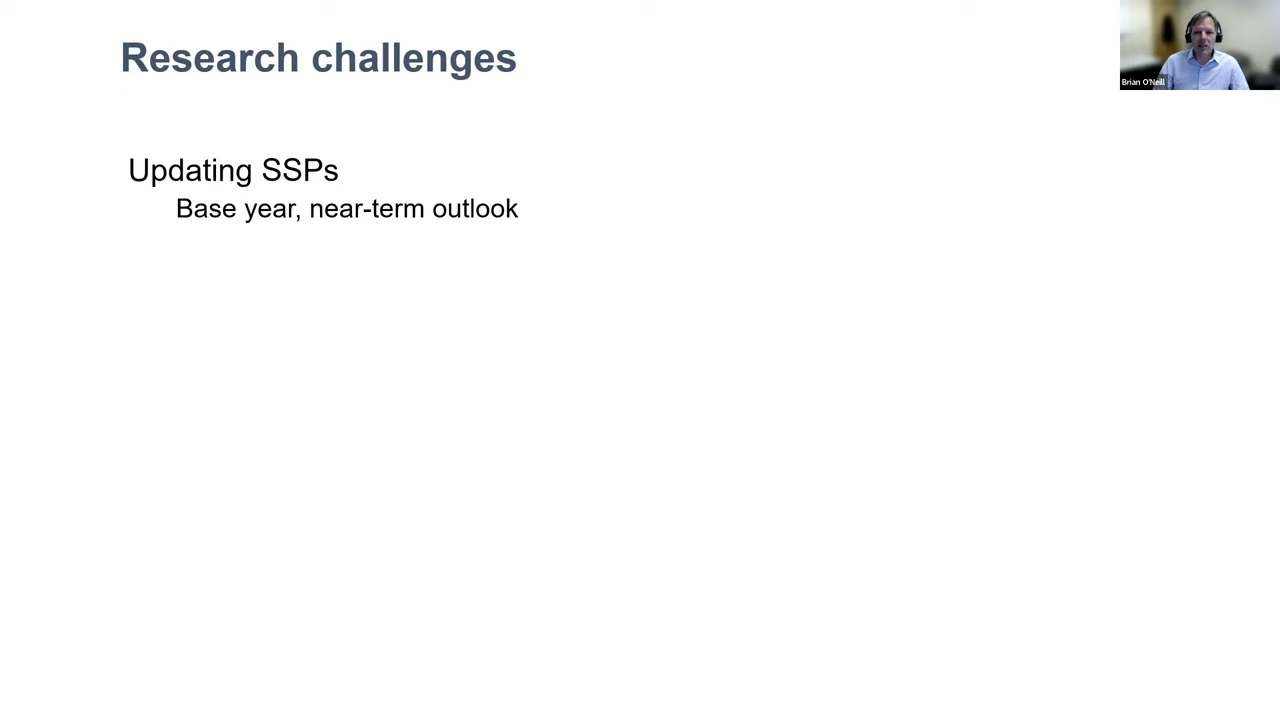 Research challenges
Brian O'Neill
Updating SSPs
Base year, near-term outlook